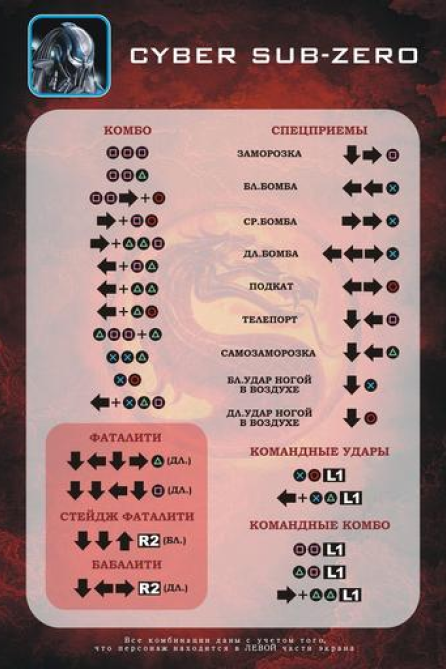 CYBER SUB-ZERO
КОМБО
СПЕЦПРИЕМЫ
ЗАМОРОЗКА
БЛ.БОМБА
СР.БОМБА
ДЛ.БОМБА
ПОДКАТ
ТЕЛЕПОРТ
САМОЗАМОРОЗКА
БЛ.УДАР НОГОЙ
В ВОЗДУХЕ
ДЛ.УДАР НОГОЙ
В ВОЗДУХЕ
ФАТАЛИТИ
(ДЛ.)
(ДЛ.)
СТЕЙДЖ ФАТАЛИТИ
R2 (БЛ.)
БАБАЛИТИ
R2 (ДЛ.)
КОМАНДНЫЕ УДАРЫ
L1
+ L1
КОМАНДНЫЕ КОМБО
L1
L1
+ L1
Все комбинации даны с учетом того,
что персонаж находится в ЛЕВОЙ части экрана